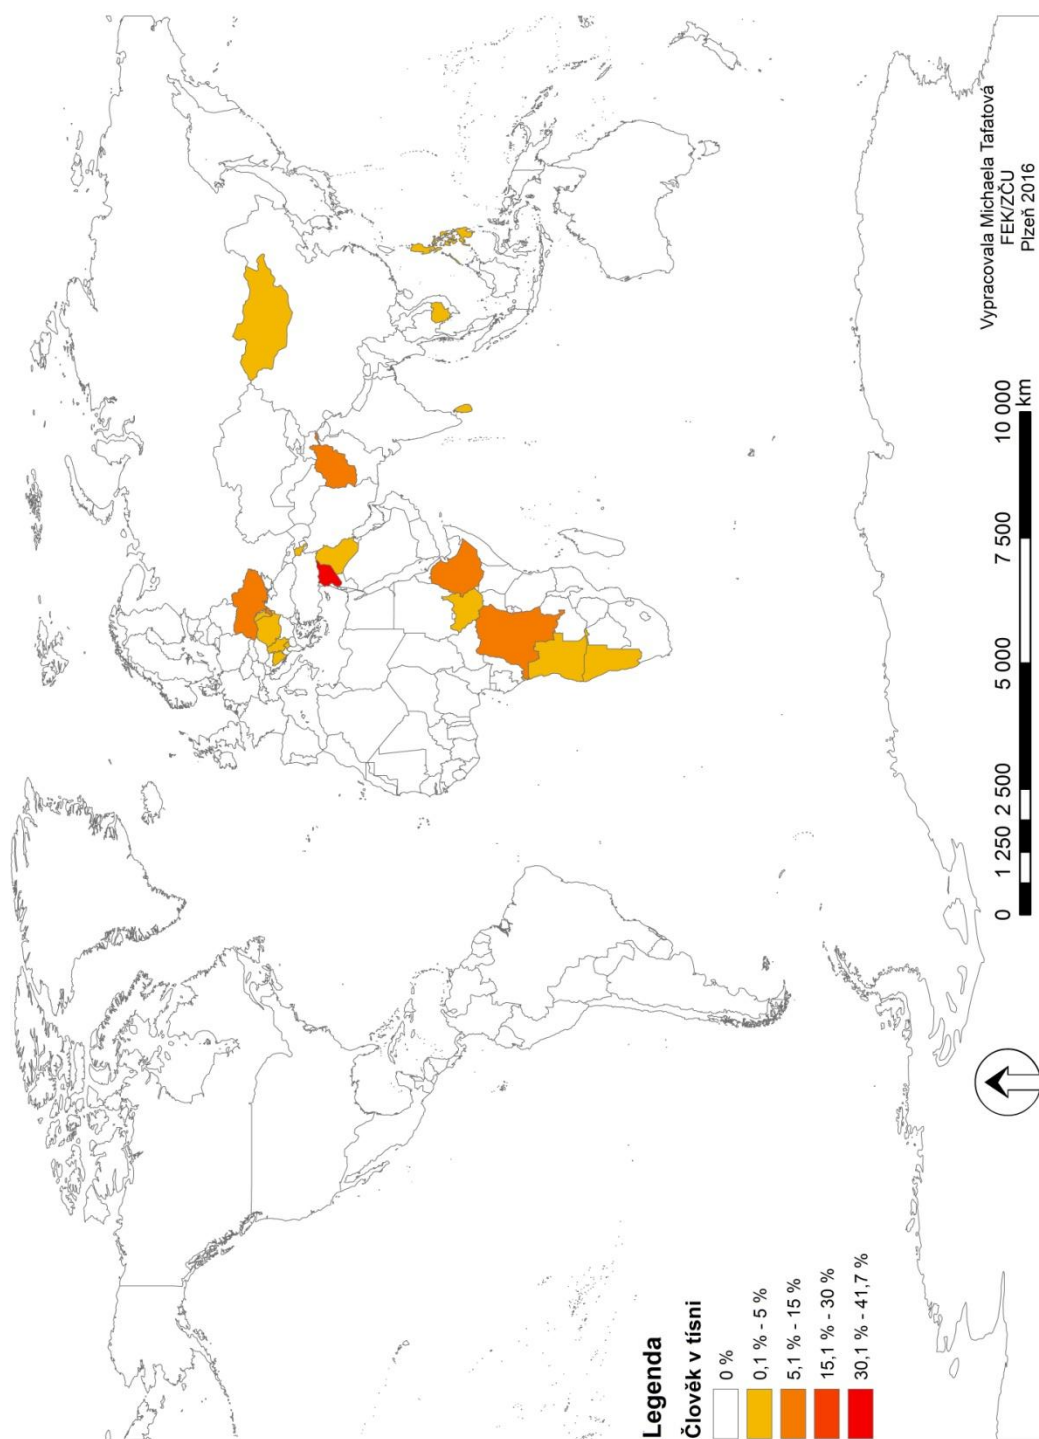 Legenda
Člověk v tísni
0 %
0,1 % - 5 %
5,1 % - 15 %
15,1 % - 30 %
30,1 % - 41,7 %
0 1 250 2 500 5 000 7 500 10 000
km
Vypracovala Michaela Tafatová
FEK/ZČU
Plzeň 2016